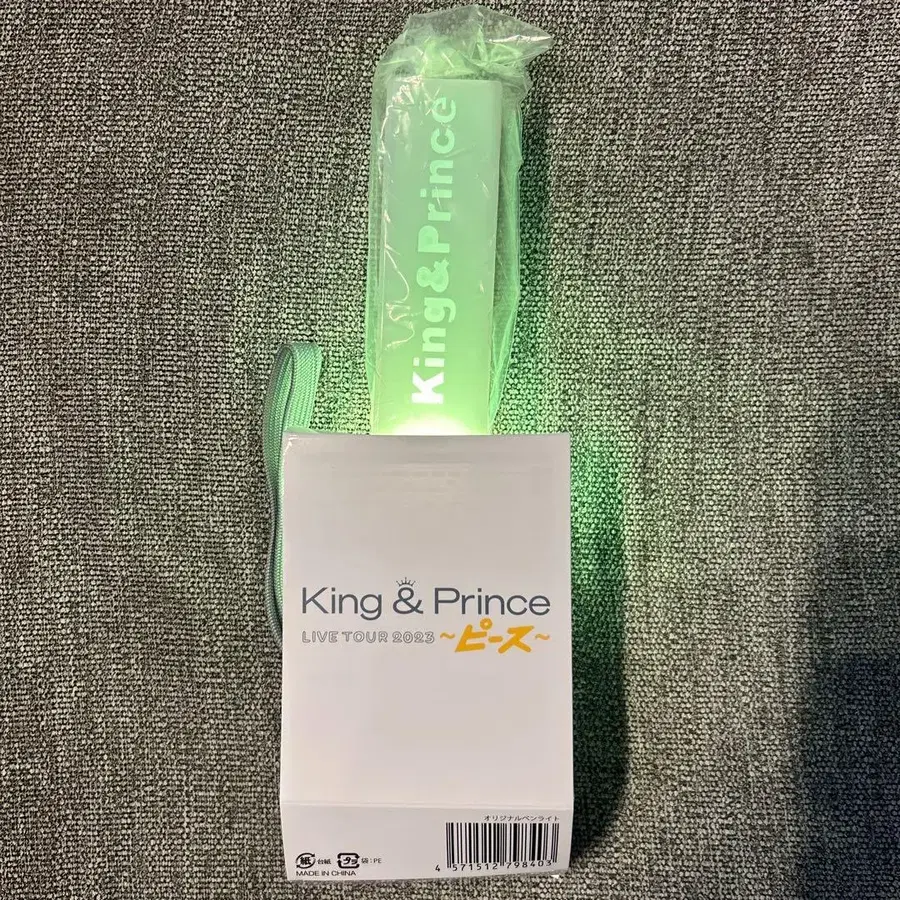 King&Prince
King & Prince
LIVE TOUR 2023 ～ピース～
オリジナルペンライト
紙 台紙 プラ 袋:PE
MADE IN CHINA
4 571512 798403